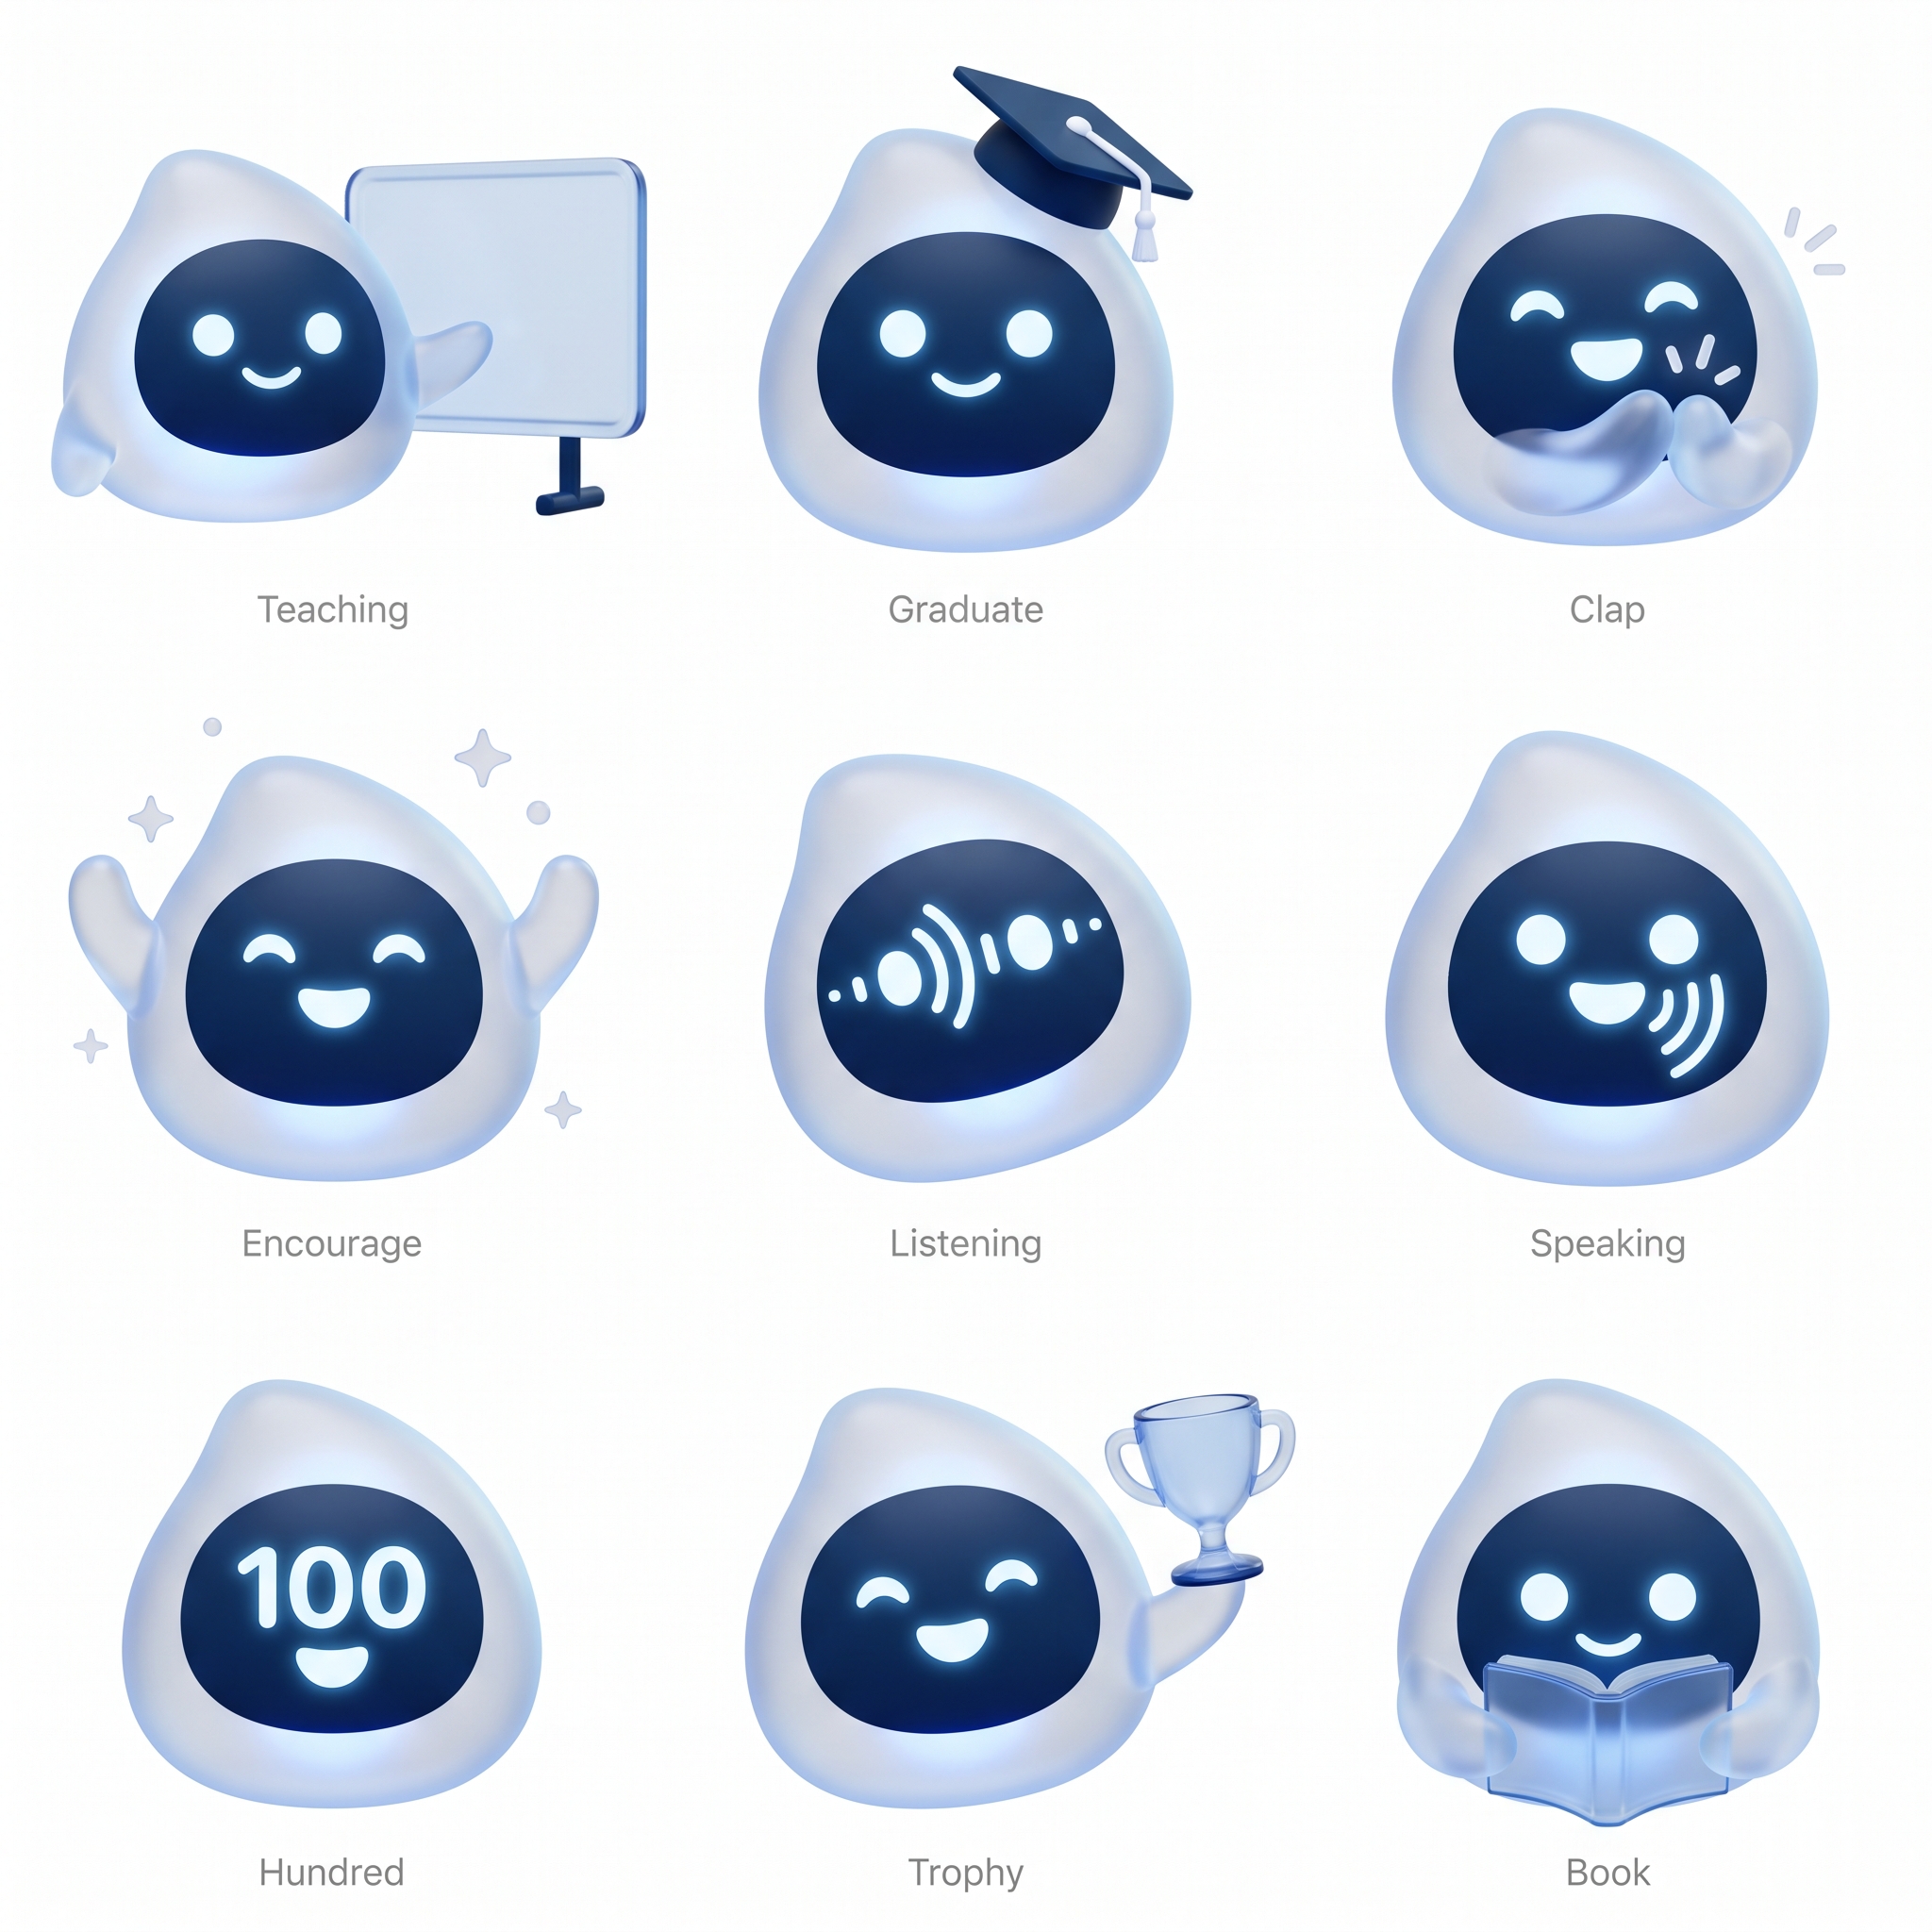 Teaching
Graduate
Clap
Encourage
Listening
Speaking
100
Hundred
Trophy
Book